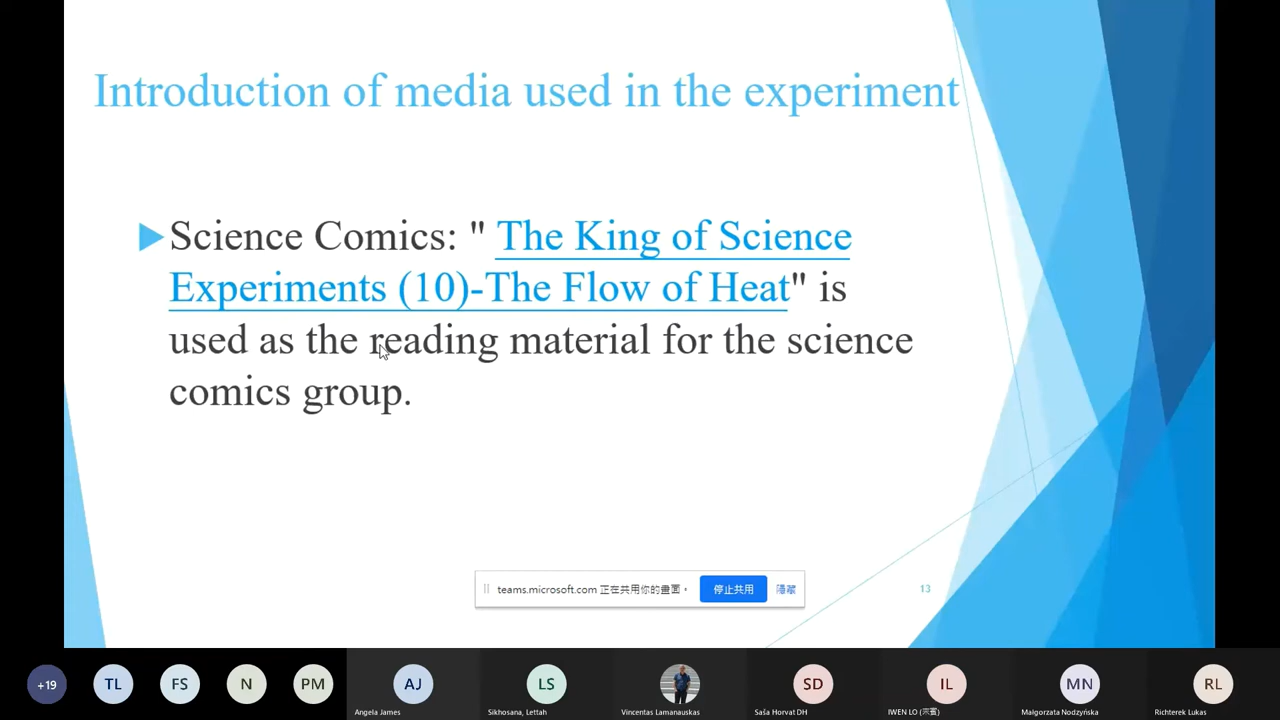 Introduction of media used in the experiment
Science Comics: " The King of Science
Experiments (10)-The Flow of Heat" is
used as the reading material for the science
comics group.
teams.microsoft.com 正在共用你的畫面。 停止共用 隱藏
13
+19 TL FS N PM AJ LS SD IL MN RL
Angela James Sikhosana, Lettah Vincentas Lamanauskas Saša Horvat DH IWEN LO Małgorzata Nodzyńska Richterek Lukas